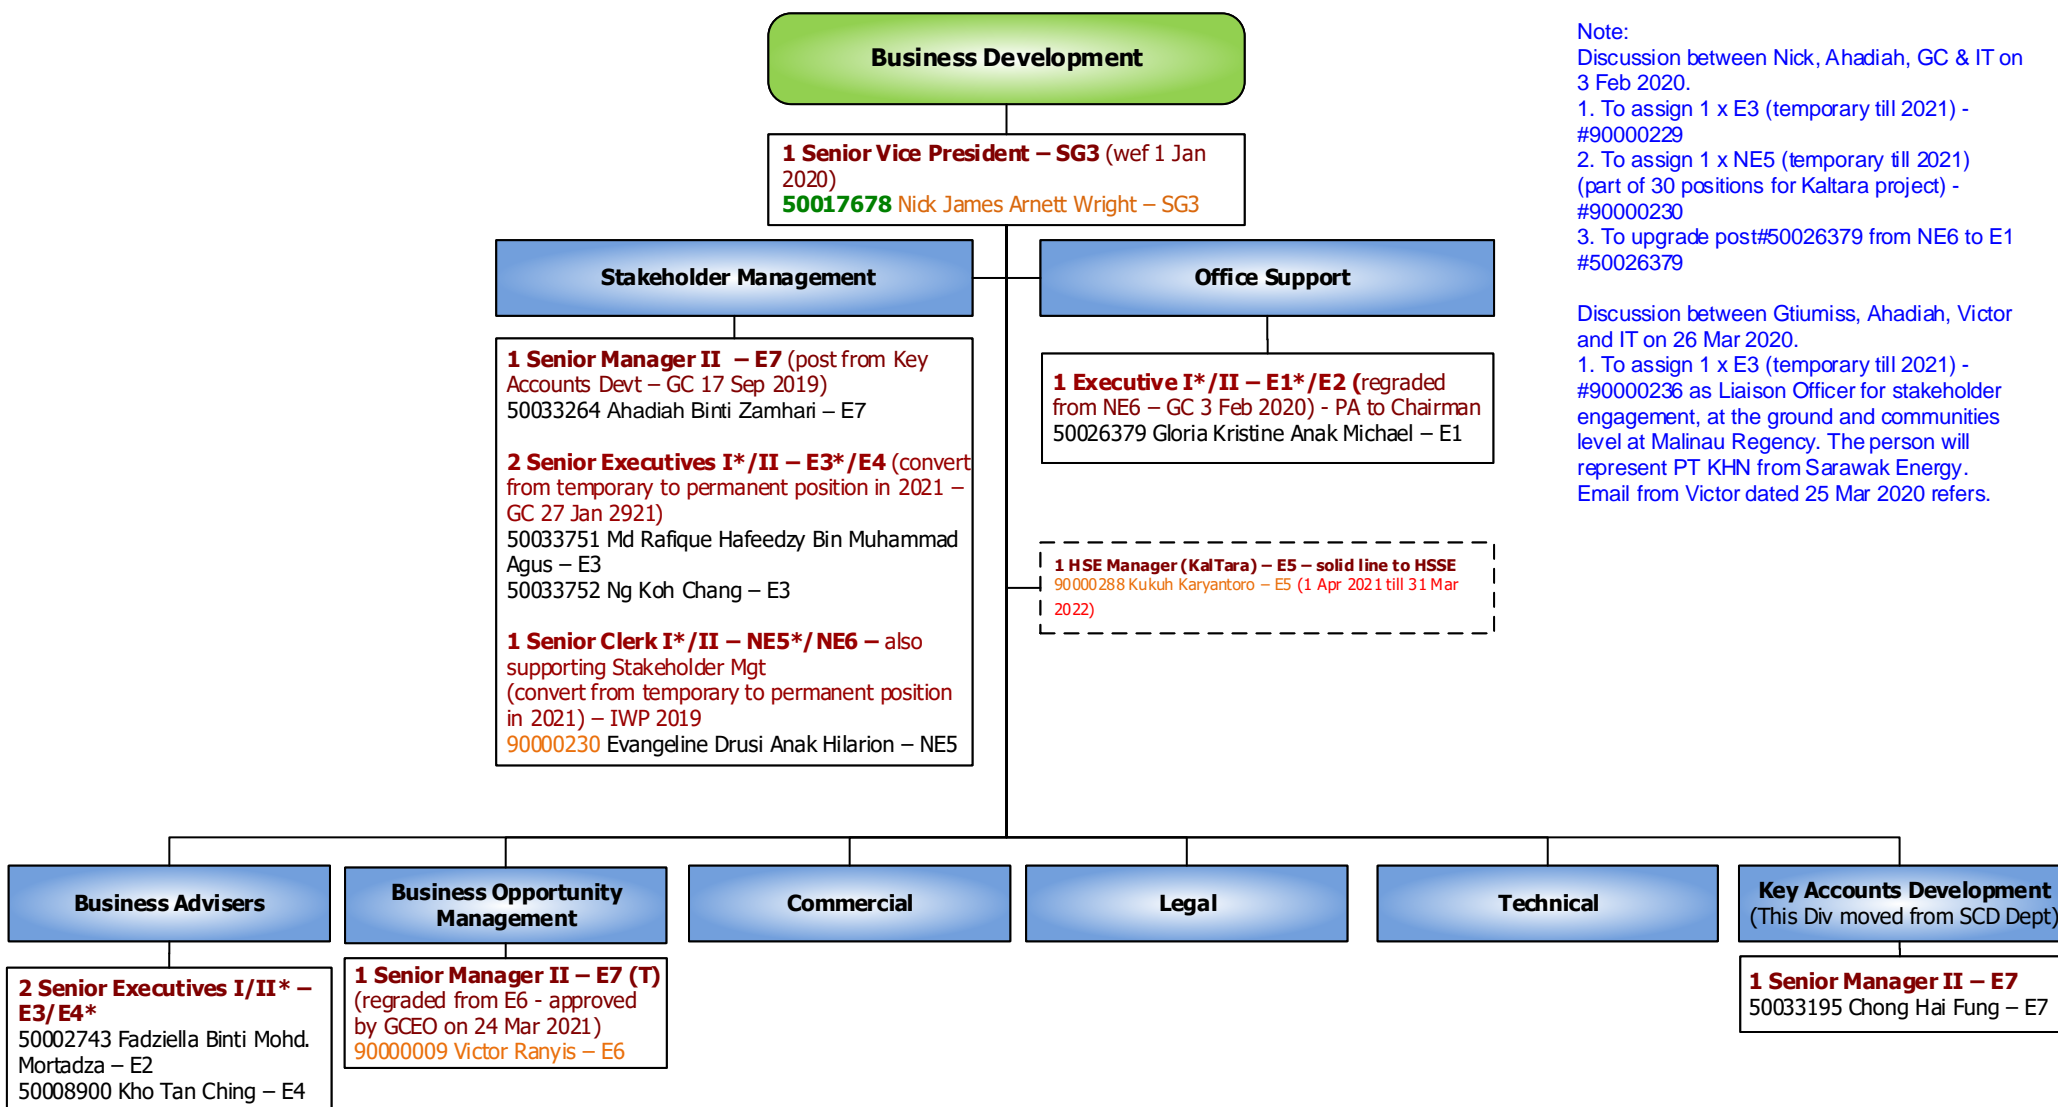 Business Development
1 Senior Vice President – SG3 (wef 1 Jan
2020)
50017678 Nick James Arnett Wright – SG3
Note:
Discussion between Nick, Ahadiah, GC & IT on
3 Feb 2020.
1. To assign 1 x E3 (temporary till 2021) -
#90000229
2. To assign 1 x NE5 (temporary till 2021)
(part of 30 positions for Kaltara project) -
#90000230
3. To upgrade post#50026379 from NE6 to E1
#50026379
Discussion between Gtiumiss, Ahadiah, Victor
and IT on 26 Mar 2020.
1. To assign 1 x E3 (temporary till 2021) -
#90000236 as Liaison Officer for stakeholder
engagement, at the ground and communities
level at Malinau Regency. The person will
represent PT KHN from Sarawak Energy.
Email from Victor dated 25 Mar 2020 refers.
Stakeholder Management
1 Senior Manager II – E7 (post from Key
Accounts Devt – GC 17 Sep 2019)
50033264 Ahadiah Binti Zamhari – E7
2 Senior Executives I*/II – E3*/E4 (convert
from temporary to permanent position in 2021 –
GC 27 Jan 2921)
50033751 Md Rafique Hafeedzy Bin Muhammad
Agus – E3
50033752 Ng Koh Chang – E3
1 Senior Clerk I*/II – NE5*/NE6 – also
supporting Stakeholder Mgt
(convert from temporary to permanent position
in 2021) – IWP 2019
90000230 Evangeline Drusi Anak Hilarion – NE5
Office Support
1 Executive I*/II – E1*/E2 (regraded
from NE6 – GC 3 Feb 2020) - PA to Chairman
50026379 Gloria Kristine Anak Michael – E1
1 HSE Manager (KalTara) – E5 – solid line to HSSE
90000288 Kukuh Karyantoro – E5 (1 Apr 2021 till 31 Mar
2022)
Business Advisers
2 Senior Executives I/II* –
E3/E4*
50002743 Fadziella Binti Mohd.
Mortadza – E2
50008900 Kho Tan Ching – E4
Business Opportunity
Management
1 Senior Manager II – E7 (T)
(regraded from E6 - approved
by GCEO on 24 Mar 2021)
90000009 Victor Ranyis – E6
Commercial
Legal
Technical
Key Accounts Development
(This Div moved from SCD Dept)
1 Senior Manager II – E7
50033195 Chong Hai Fung – E7